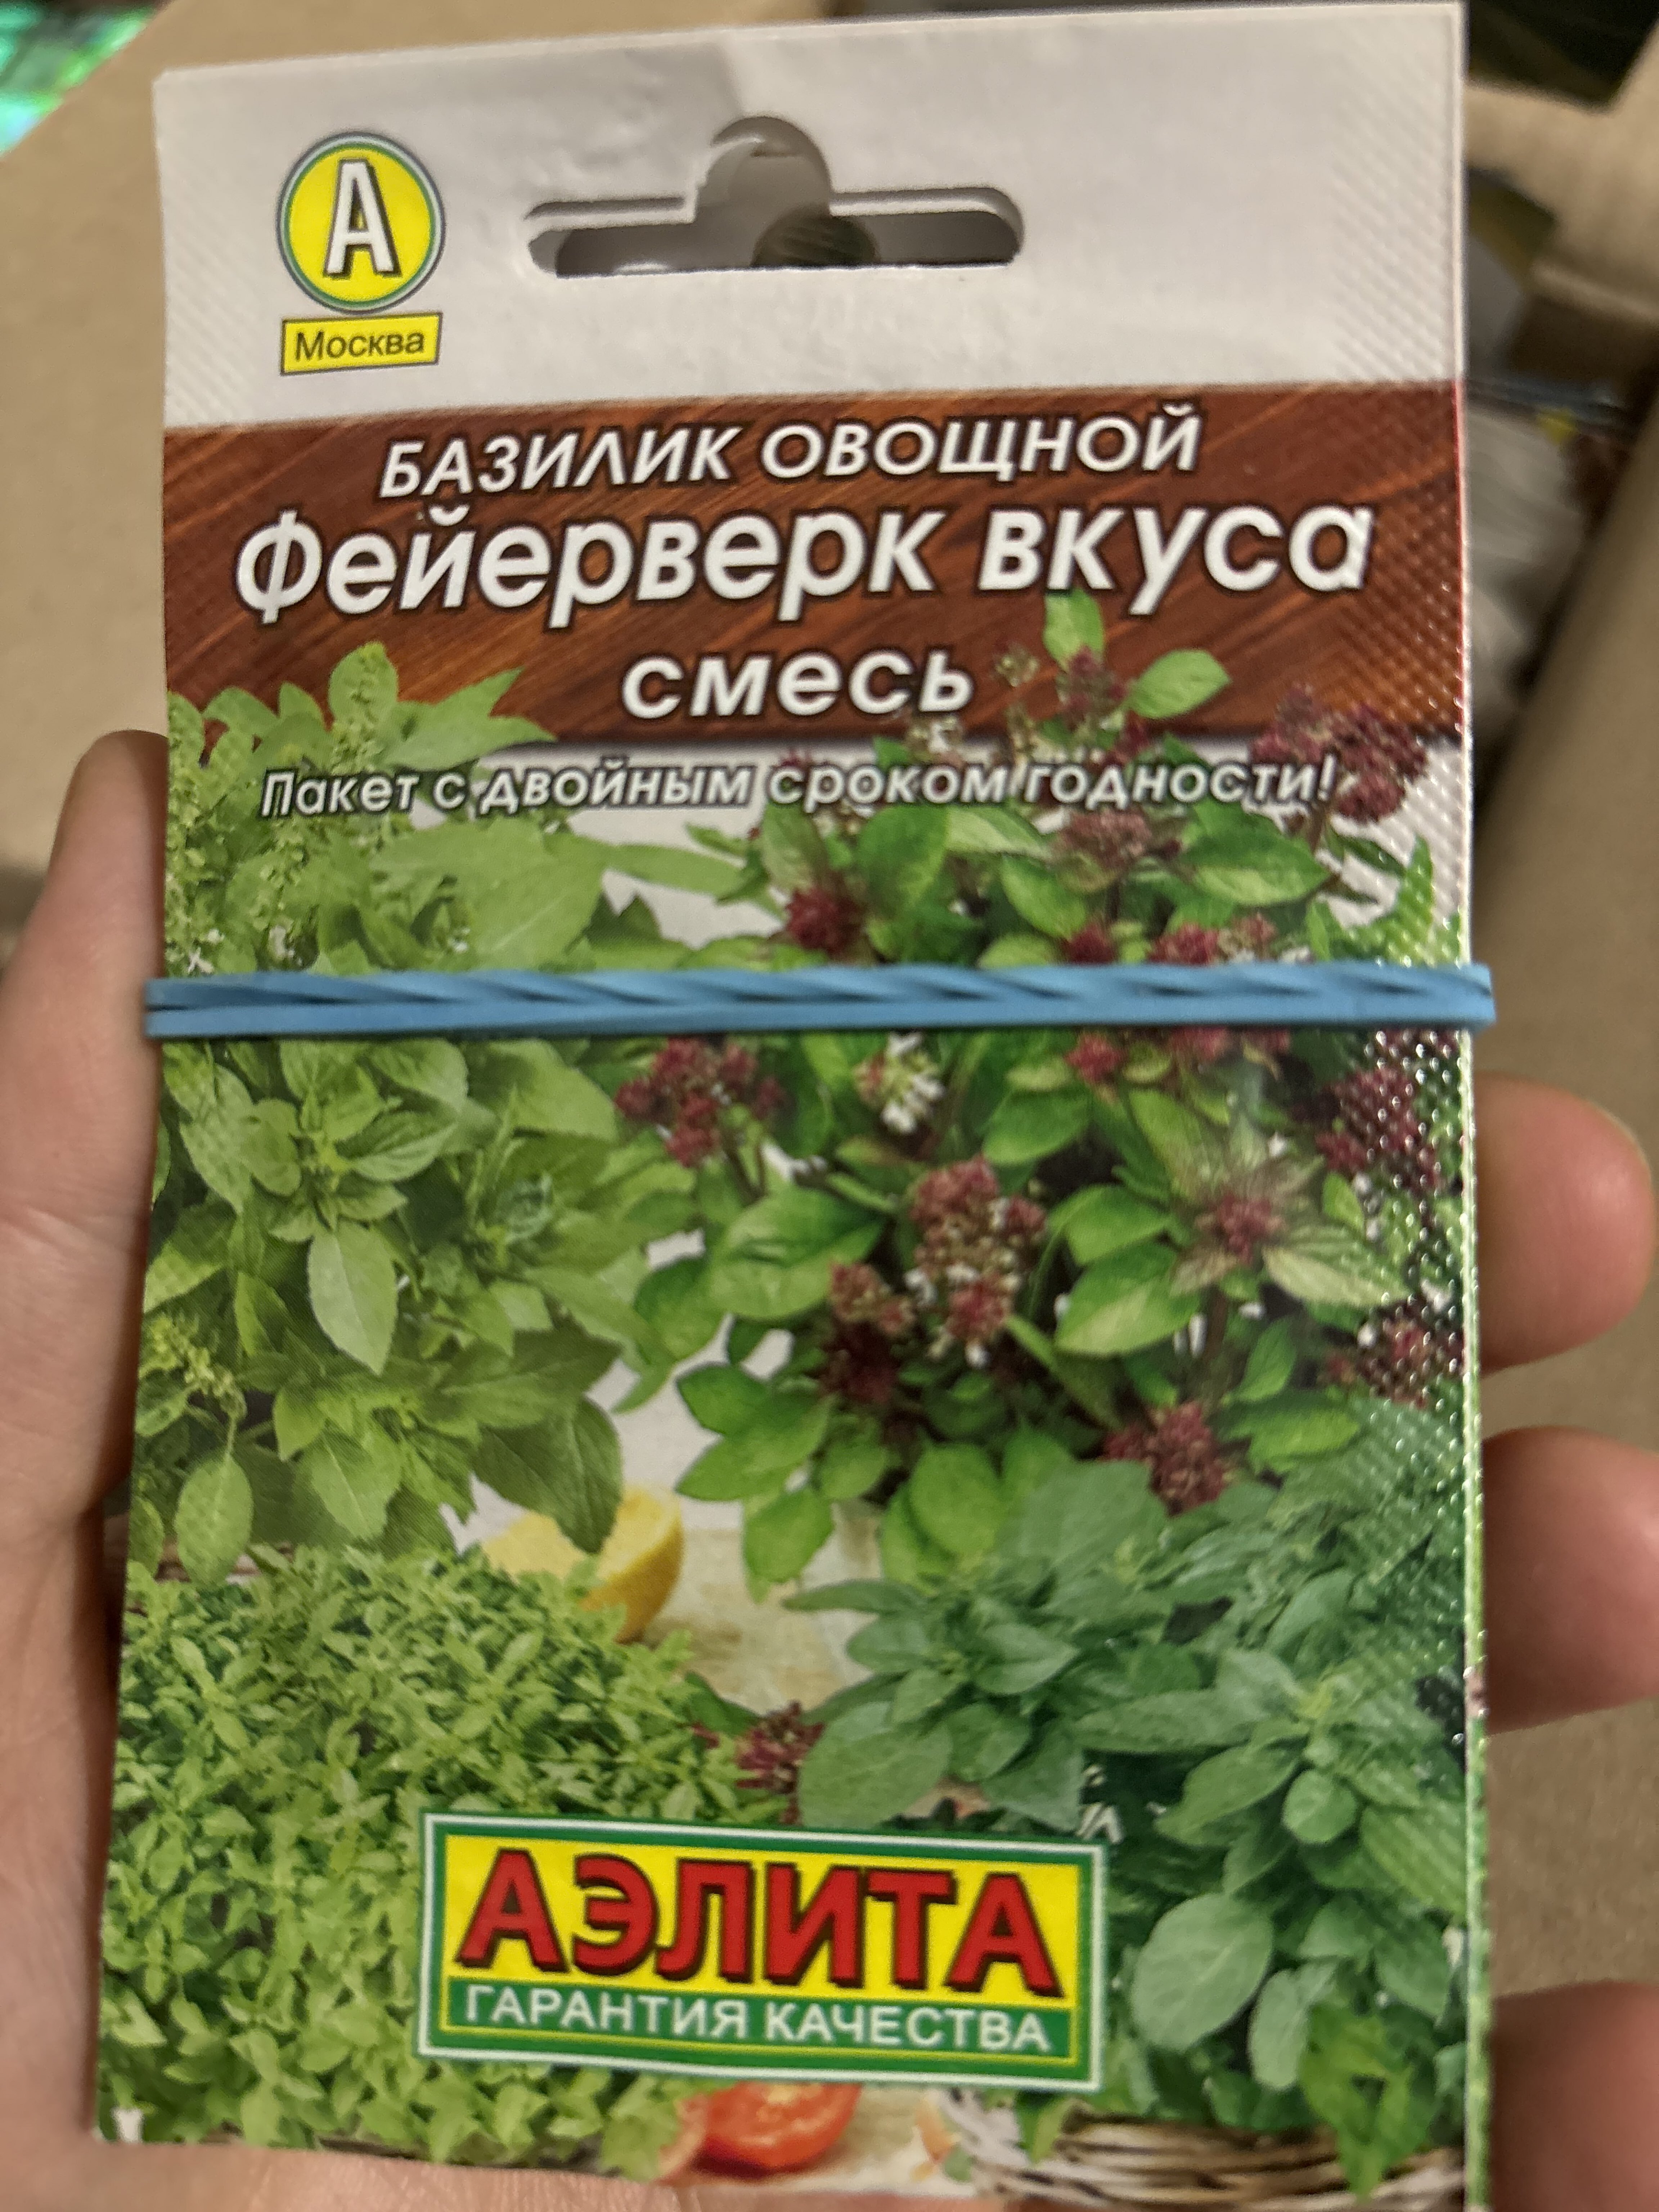 А
Москва
БАЗИЛИК ОВОЩНОЙ
Фейерверк вкуса
смесь
Пакет с двойным сроком годности!
АЭЛИТА
ГАРАНТИЯ КАЧЕСТВА